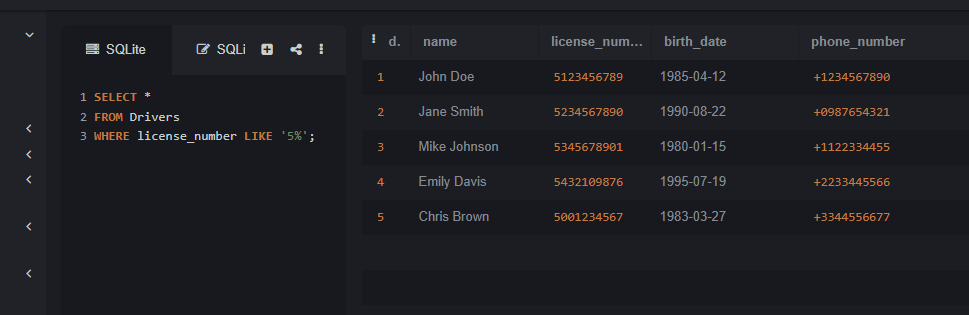 SQLite
SQLi
1 SELECT *
2 FROM Drivers
3 WHERE license_number LIKE '5%';
d. name license_num... birth_date phone_number
1 John Doe 5123456789 1985-04-12 +1234567890
2 Jane Smith 5234567890 1990-08-22 +0987654321
3 Mike Johnson 5345678901 1980-01-15 +1122334455
4 Emily Davis 5432109876 1995-07-19 +2233445566
5 Chris Brown 5001234567 1983-03-27 +3344556677